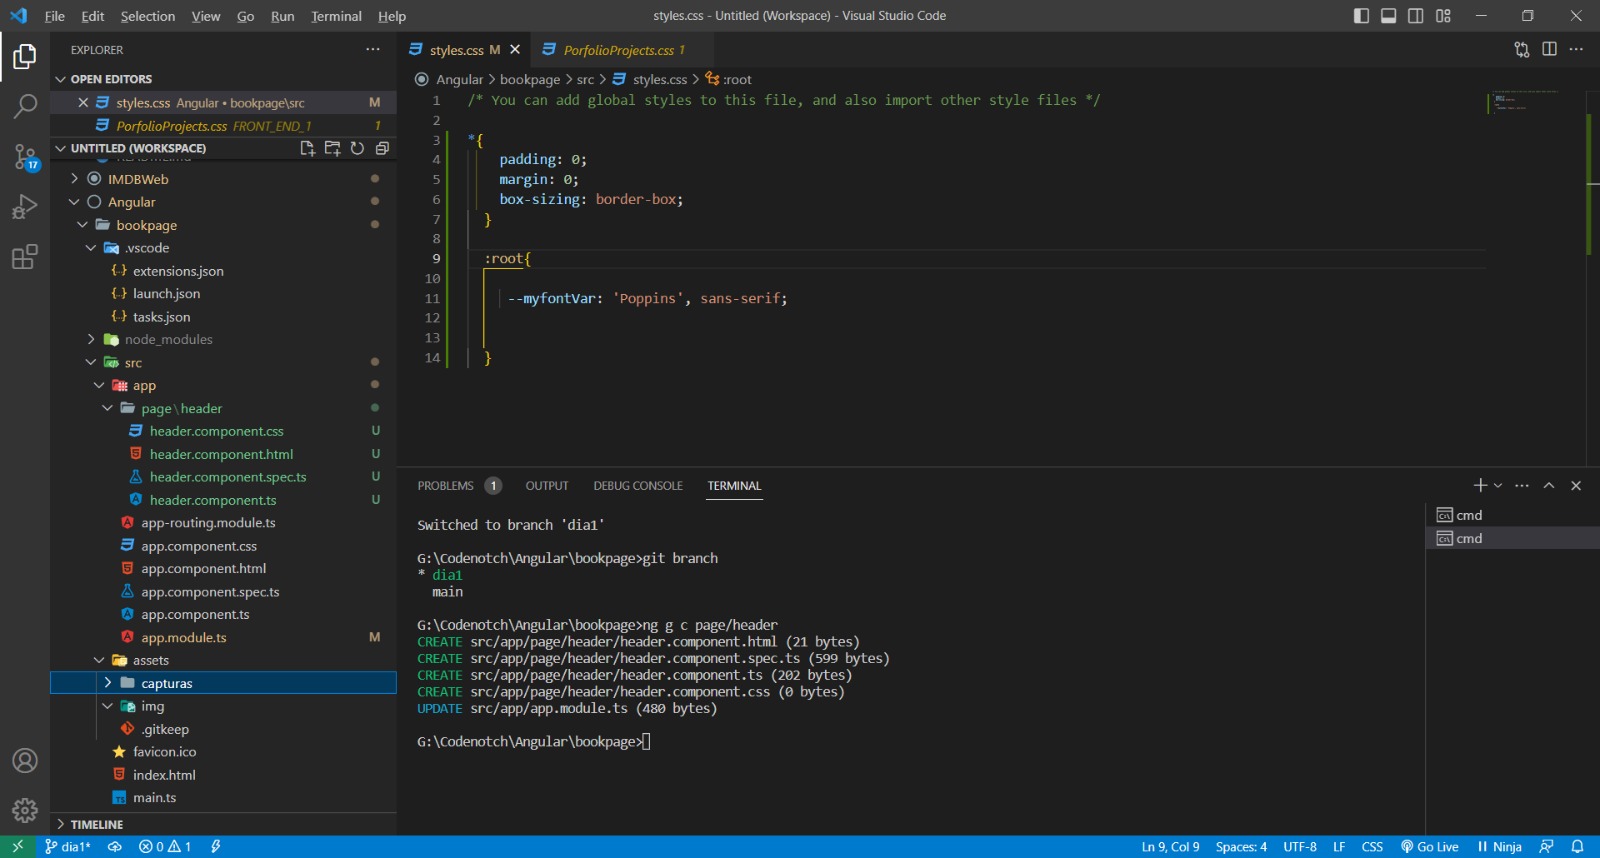 File Edit Selection View Go Run Terminal Help
styles.css - Untitled (Workspace) - Visual Studio Code
EXPLORER
OPEN EDITORS
styles.css Angular • bookpage\src M
PorfolioProjects.css FRONT_END_1 1
UNTITLED (WORKSPACE)
IMDBWeb
Angular
bookpage
.vscode
extensions.json
launch.json
tasks.json
node_modules
src
app
page\header
header.component.css U
header.component.html U
header.component.spec.ts U
header.component.ts U
app-routing.module.ts
app.component.css
app.component.html
app.component.spec.ts
app.component.ts
app.module.ts M
assets
capturas
img
.gitkeep
favicon.ico
index.html
main.ts
TIMELINE
17
styles.css M
PorfolioProjects.css 1
Angular > bookpage > src > styles.css > :root
1 /* You can add global styles to this file, and also import other style files */
2
3 *{
4 padding: 0;
5 margin: 0;
6 box-sizing: border-box;
7 }
8
9 :root{
10
11 --myfontVar: 'Poppins', sans-serif;
12
13
14 }
PROBLEMS 1 OUTPUT DEBUG CONSOLE TERMINAL
Switched to branch 'dia1'
G:\Codenotch\Angular\bookpage>git branch
* dia1
main
G:\Codenotch\Angular\bookpage>ng g c page/header
CREATE src/app/page/header/header.component.html (21 bytes)
CREATE src/app/page/header/header.component.spec.ts (599 bytes)
CREATE src/app/page/header/header.component.ts (202 bytes)
CREATE src/app/page/header/header.component.css (0 bytes)
UPDATE src/app/app.module.ts (480 bytes)
G:\Codenotch\Angular\bookpage>
cmd
cmd
dia1* 0 1
Ln 9, Col 9 Spaces: 4 UTF-8 LF CSS Go Live Ninja